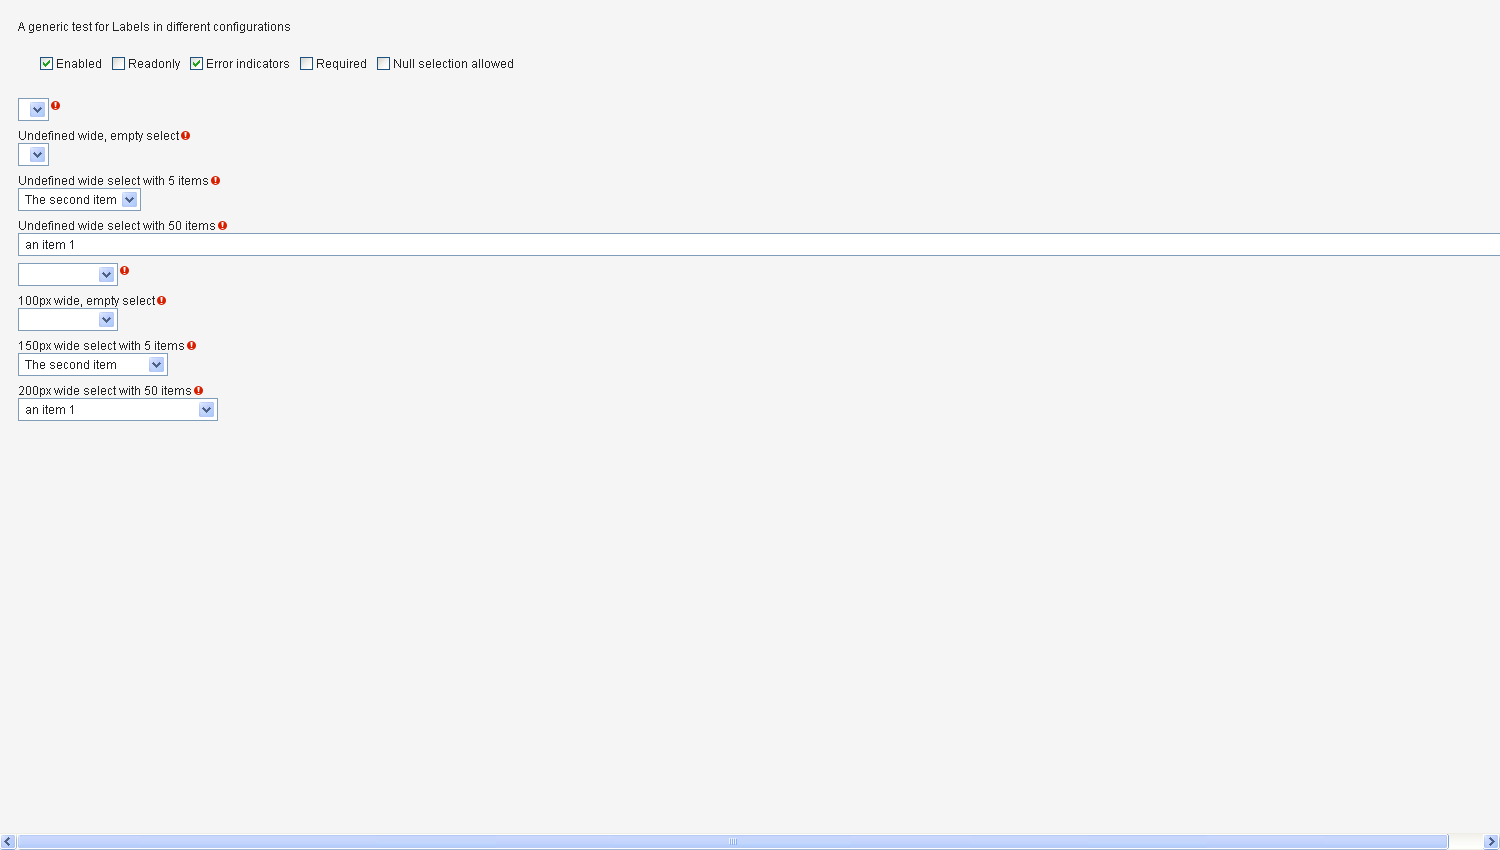 A generic test for Labels in different configurations
Enabled Readonly Error indicators Required Null selection allowed
Undefined wide, empty select
Undefined wide select with 5 items
The second item
Undefined wide select with 50 items
an item 1
100px wide, empty select
150px wide select with 5 items
The second item
200px wide select with 50 items
an item 1